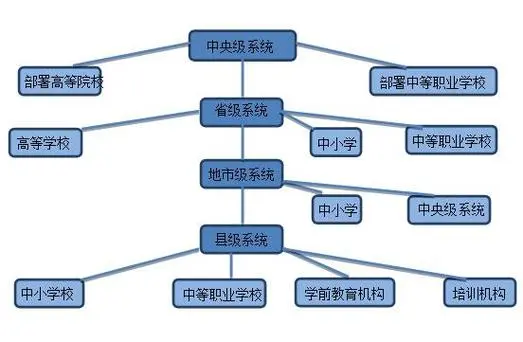 中央级系统
部署高等院校
部署中等职业学校
省级系统
高等学校
中小学
中等职业学校
地市级系统
中小学
中央级系统
县级系统
中小学校
中等职业学校
学前教育机构
培训机构